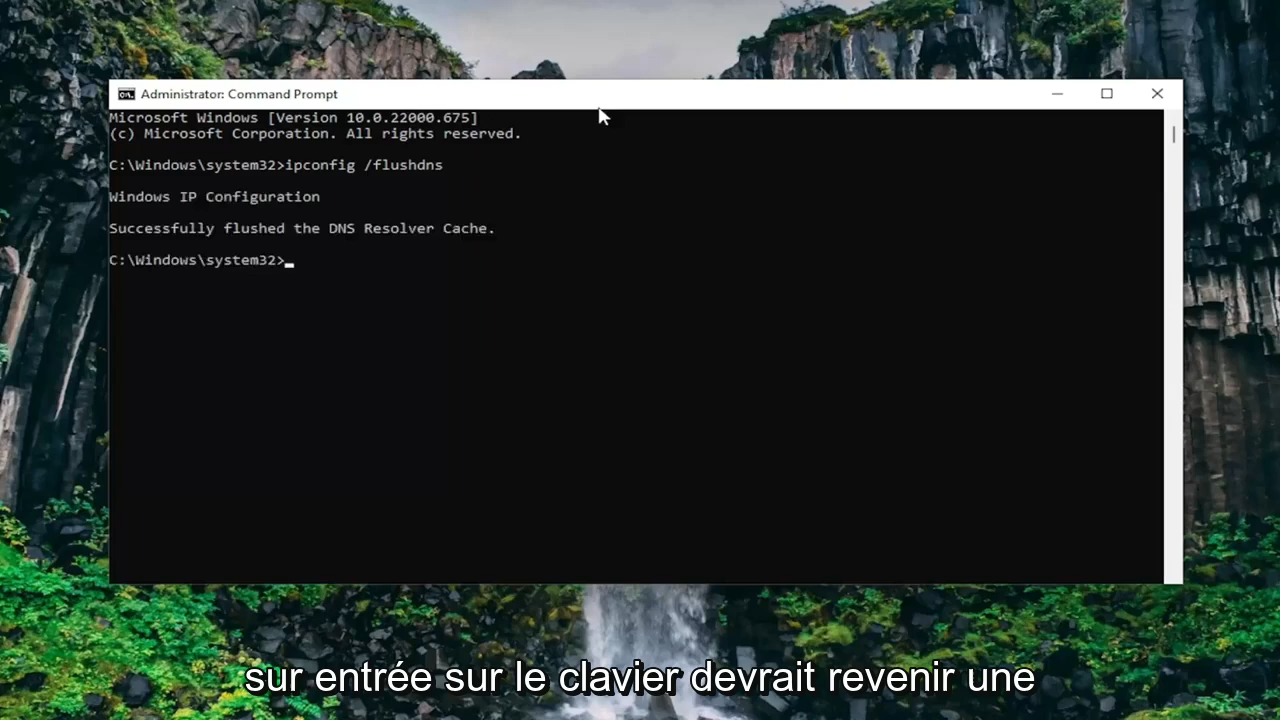 Administrator: Command Prompt
Microsoft Windows [Version 10.0.22000.675]
(c) Microsoft Corporation. All rights reserved.
C:\Windows\system32>ipconfig /flushdns
Windows IP Configuration
Successfully flushed the DNS Resolver Cache.
C:\Windows\system32>
sur entrée sur le clavier devrait revenir une